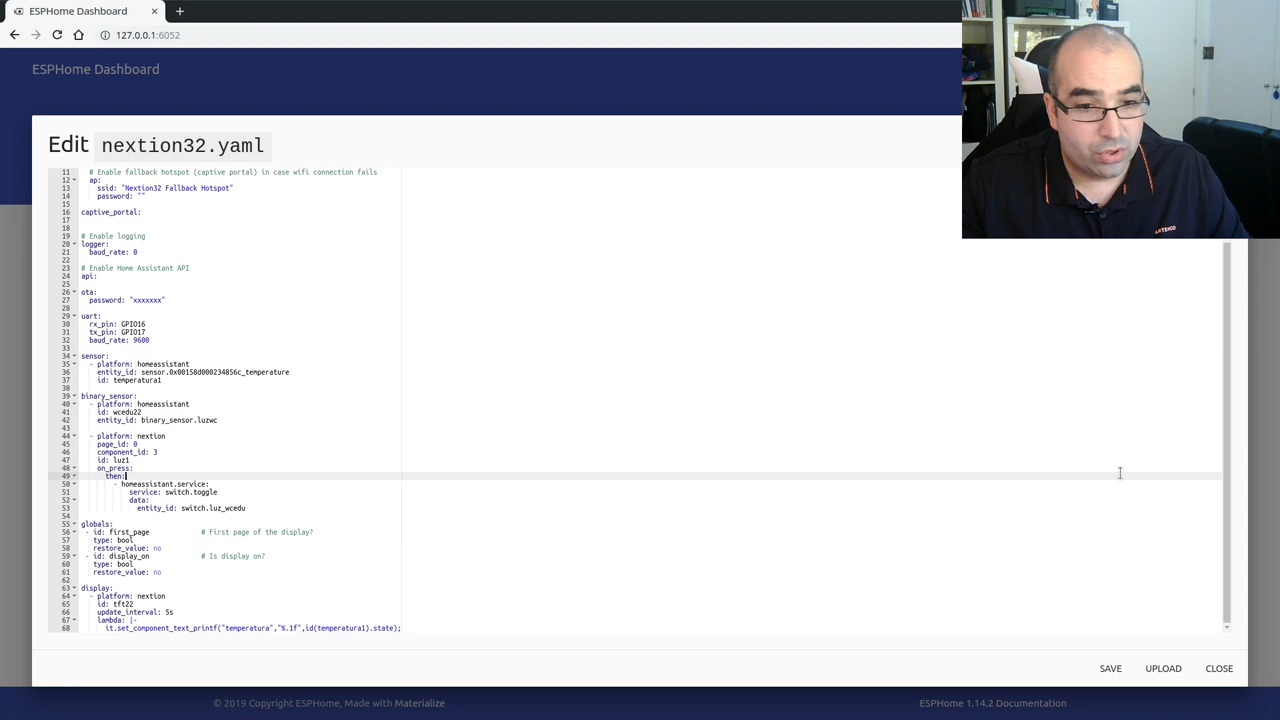 ESPHome Dashboard
127.0.0.1:6052
ESPHome Dashboard
Edit nextion32.yaml
11 # Enable fallback hotspot (captive portal) in case wifi connection fails
12 ap:
13 ssid: "Nextion32 Fallback Hotspot"
14 password: ""
15
16 captive_portal:
17
18
19 # Enable logging
20 logger:
21 baud_rate: 0
22
23 # Enable Home Assistant API
24 api:
25
26 ota:
27 password: "xxxxxxx"
28
29 uart:
30 rx_pin: GPIO16
31 tx_pin: GPIO17
32 baud_rate: 9600
33
34 sensor:
35 - platform: homeassistant
36 entity_id: sensor.0x00158d000234856c_temperature
37 id: temperatura1
38
39 binary_sensor:
40 - platform: homeassistant
41 id: wcedu22
42 entity_id: binary_sensor.luzwc
43
44 - platform: nextion
45 page_id: 0
46 component_id: 3
47 id: luz1
48 on_press:
49 then:
50 - homeassistant.service:
51 service: switch.toggle
52 data:
53 entity_id: switch.luz_wcedu
54
55 globals:
56 - id: first_page # First page of the display?
57 type: bool
58 restore_value: no
59 - id: display_on # Is display on?
60 type: bool
61 restore_value: no
62
63 display:
64 - platform: nextion
65 id: tft22
66 update_interval: 5s
67 lambda: |-
68 it.set_component_text_printf("temperatura","%.1f",id(temperatura1).state);
SAVE UPLOAD CLOSE
© 2019 Copyright ESPHome, Made with Materialize
ESPHome 1.14.2 Documentation
ARTENGO